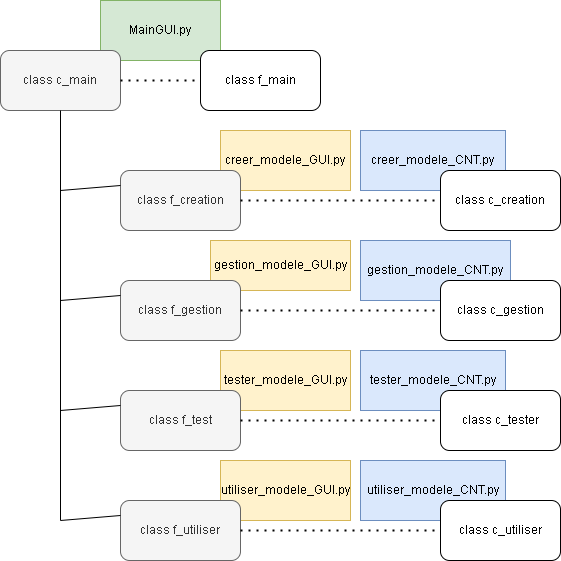 MainGUI.py
class c_main
class f_main
creer_modele_GUI.py
creer_modele_CNT.py
class f_creation
class c_creation
gestion_modele_GUI.py
gestion_modele_CNT.py
class f_gestion
class c_gestion
tester_modele_GUI.py
tester_modele_CNT.py
class f_test
class c_tester
utiliser_modele_GUI.py
utiliser_modele_CNT.py
class f_utiliser
class c_utiliser